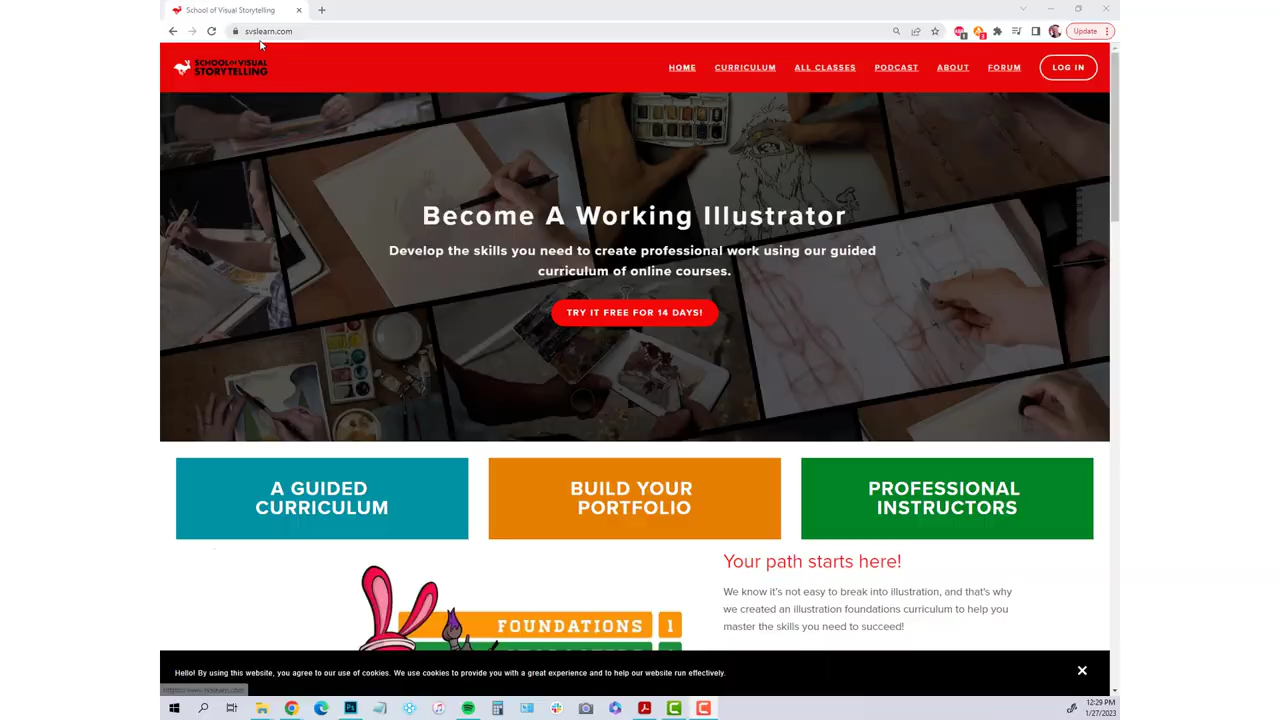 School of Visual Storytelling
svslearn.com
Update
SCHOOL OF VISUAL
STORYTELLING
HOME
CURRICULUM
ALL CLASSES
PODCAST
ABOUT
FORUM
LOG IN
Become A Working Illustrator
Develop the skills you need to create professional work using our guided
curriculum of online courses.
TRY IT FREE FOR 14 DAYS!
A GUIDED
CURRICULUM
BUILD YOUR
PORTFOLIO
PROFESSIONAL
INSTRUCTORS
Your path starts here!
We know it's not easy to break into illustration, and that's why
we created an illustration foundations curriculum to help you
master the skills you need to succeed!
FOUNDATIONS 1
Hello! By using this website, you agree to our use of cookies. We use cookies to provide you with a great experience and to help our website run effectively.
12:29 PM
1/27/2023